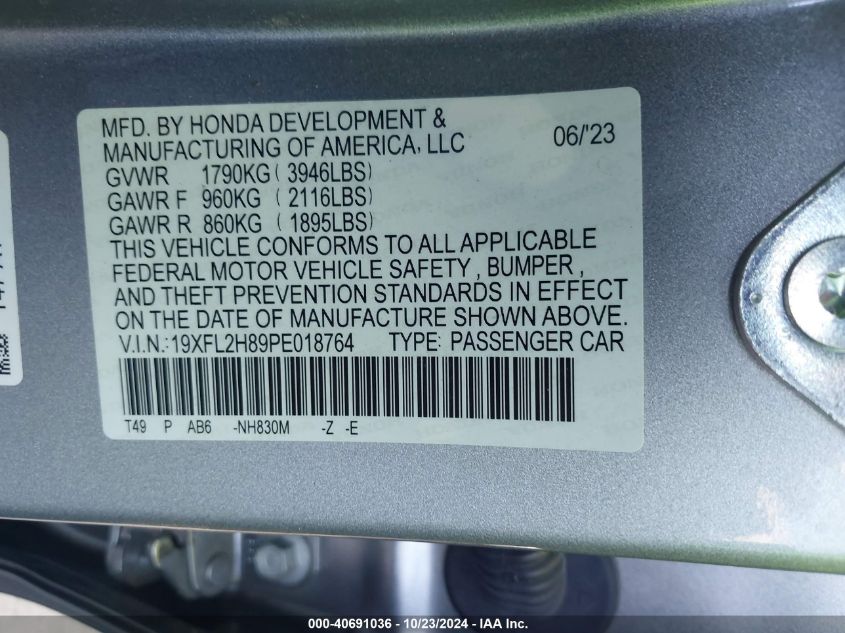 MFD. BY HONDA DEVELOPMENT &
MANUFACTURING OF AMERICA, LLC 06/'23
GVWR 1790KG ( 3946LBS)
GAWR F 960KG ( 2116LBS)
GAWR R 860KG ( 1895LBS)
THIS VEHICLE CONFORMS TO ALL APPLICABLE
FEDERAL MOTOR VEHICLE SAFETY , BUMPER ,
AND THEFT PREVENTION STANDARDS IN EFFECT
ON THE DATE OF MANUFACTURE SHOWN ABOVE.
V.I.N.:19XFL2H89PE018764 TYPE: PASSENGER CAR
T49 P AB6 -NH830M -Z -E
000-40691036 - 10/23/2024 - IAA Inc.